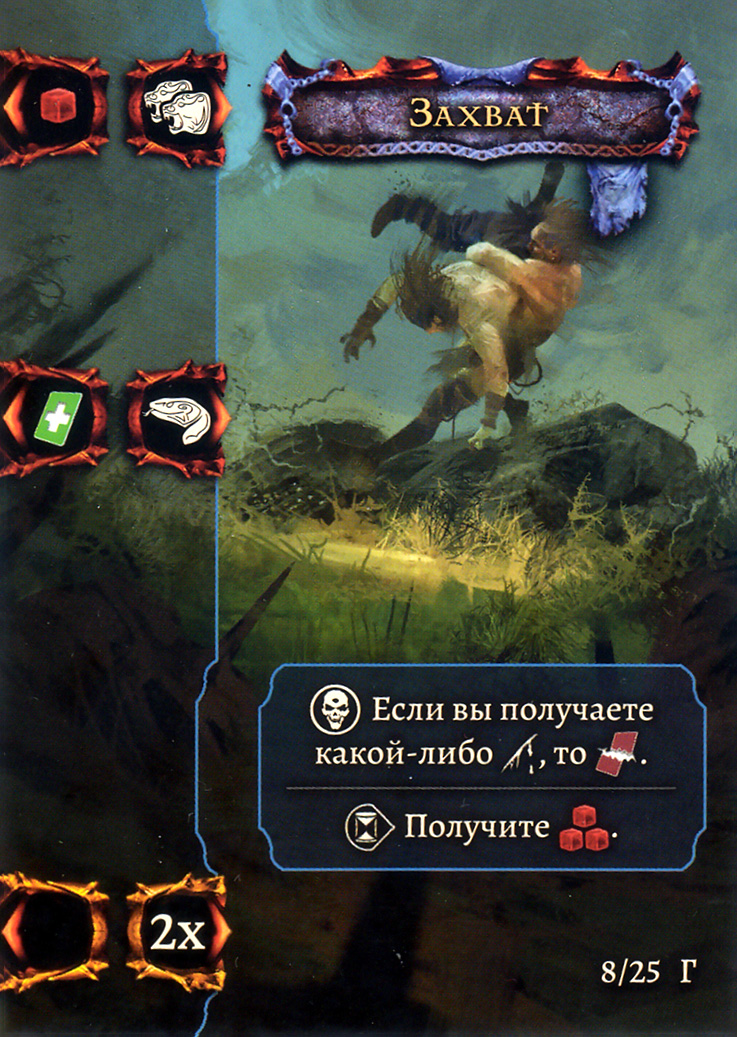 Захват
Если вы получаете
какой-либо , то .
Получите .
2x
8/25 Г